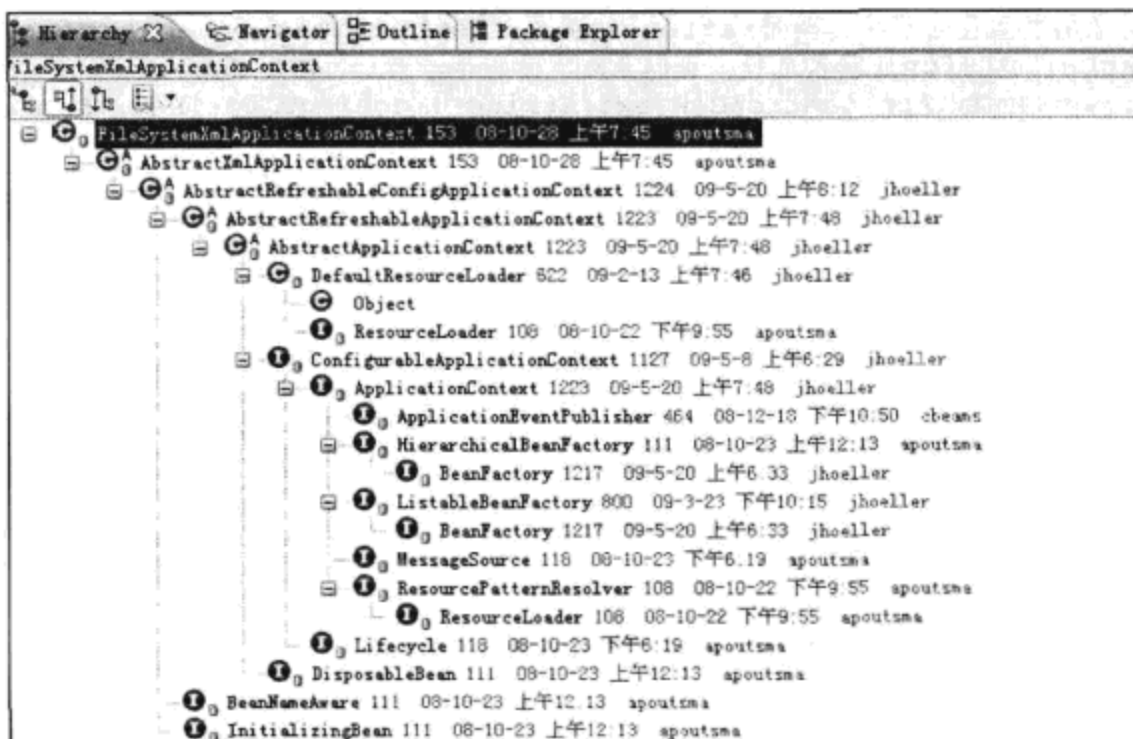 Hierarchy Navigator Outline Package Explorer
ileSystemXmlApplicationContext
FileSystemXmlApplicationContext 153 08-10-28 上午7:45 apoutsma
AbstractXmlApplicationContext 153 08-10-28 上午7:45 apoutsma
AbstractRefreshableConfigApplicationContext 1224 09-5-20 上午8:12 jhoeller
AbstractRefreshableApplicationContext 1223 09-5-20 上午7:48 jhoeller
AbstractApplicationContext 1223 09-5-20 上午7:48 jhoeller
DefaultResourceLoader 622 09-2-13 上午7:46 jhoeller
Object
ResourceLoader 108 08-10-22 下午9:55 apoutsma
ConfigurableApplicationContext 1127 09-5-8 上午6:29 jhoeller
ApplicationContext 1223 09-5-20 上午7:48 jhoeller
ApplicationEventPublisher 464 08-12-18 下午10:50 cbeams
HierarchicalBeanFactory 111 08-10-23 上午12:13 apoutsma
BeanFactory 1217 09-5-20 上午6:33 jhoeller
ListableBeanFactory 800 09-3-23 下午10:15 jhoeller
BeanFactory 1217 09-5-20 上午6:33 jhoeller
MessageSource 118 08-10-23 下午6:19 apoutsma
ResourcePatternResolver 108 08-10-22 下午9:55 apoutsma
ResourceLoader 108 08-10-22 下午9:55 apoutsma
Lifecycle 118 08-10-23 下午6:19 apoutsma
DisposableBean 111 08-10-23 上午12:13 apoutsma
BeanNameAware 111 08-10-23 上午12:13 apoutsma
InitializingBean 111 08-10-23 上午12:13 apoutsma